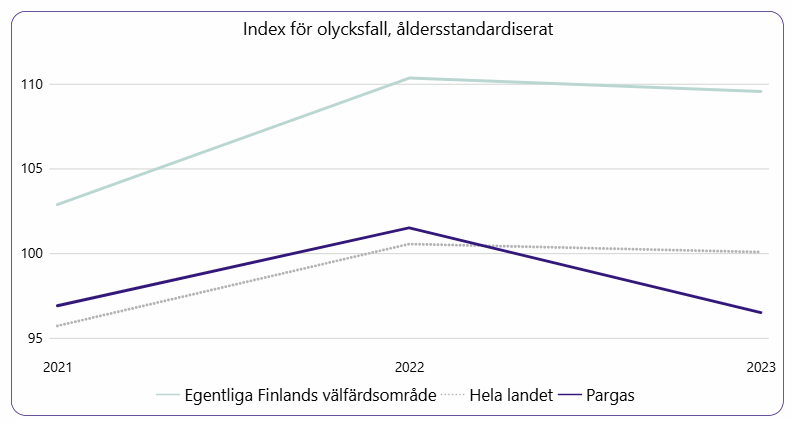 Index för olycksfall, åldersstandardiserat
110
105
100
95
2021 2022 2023
Egentliga Finlands välfärdsområde Hela landet Pargas